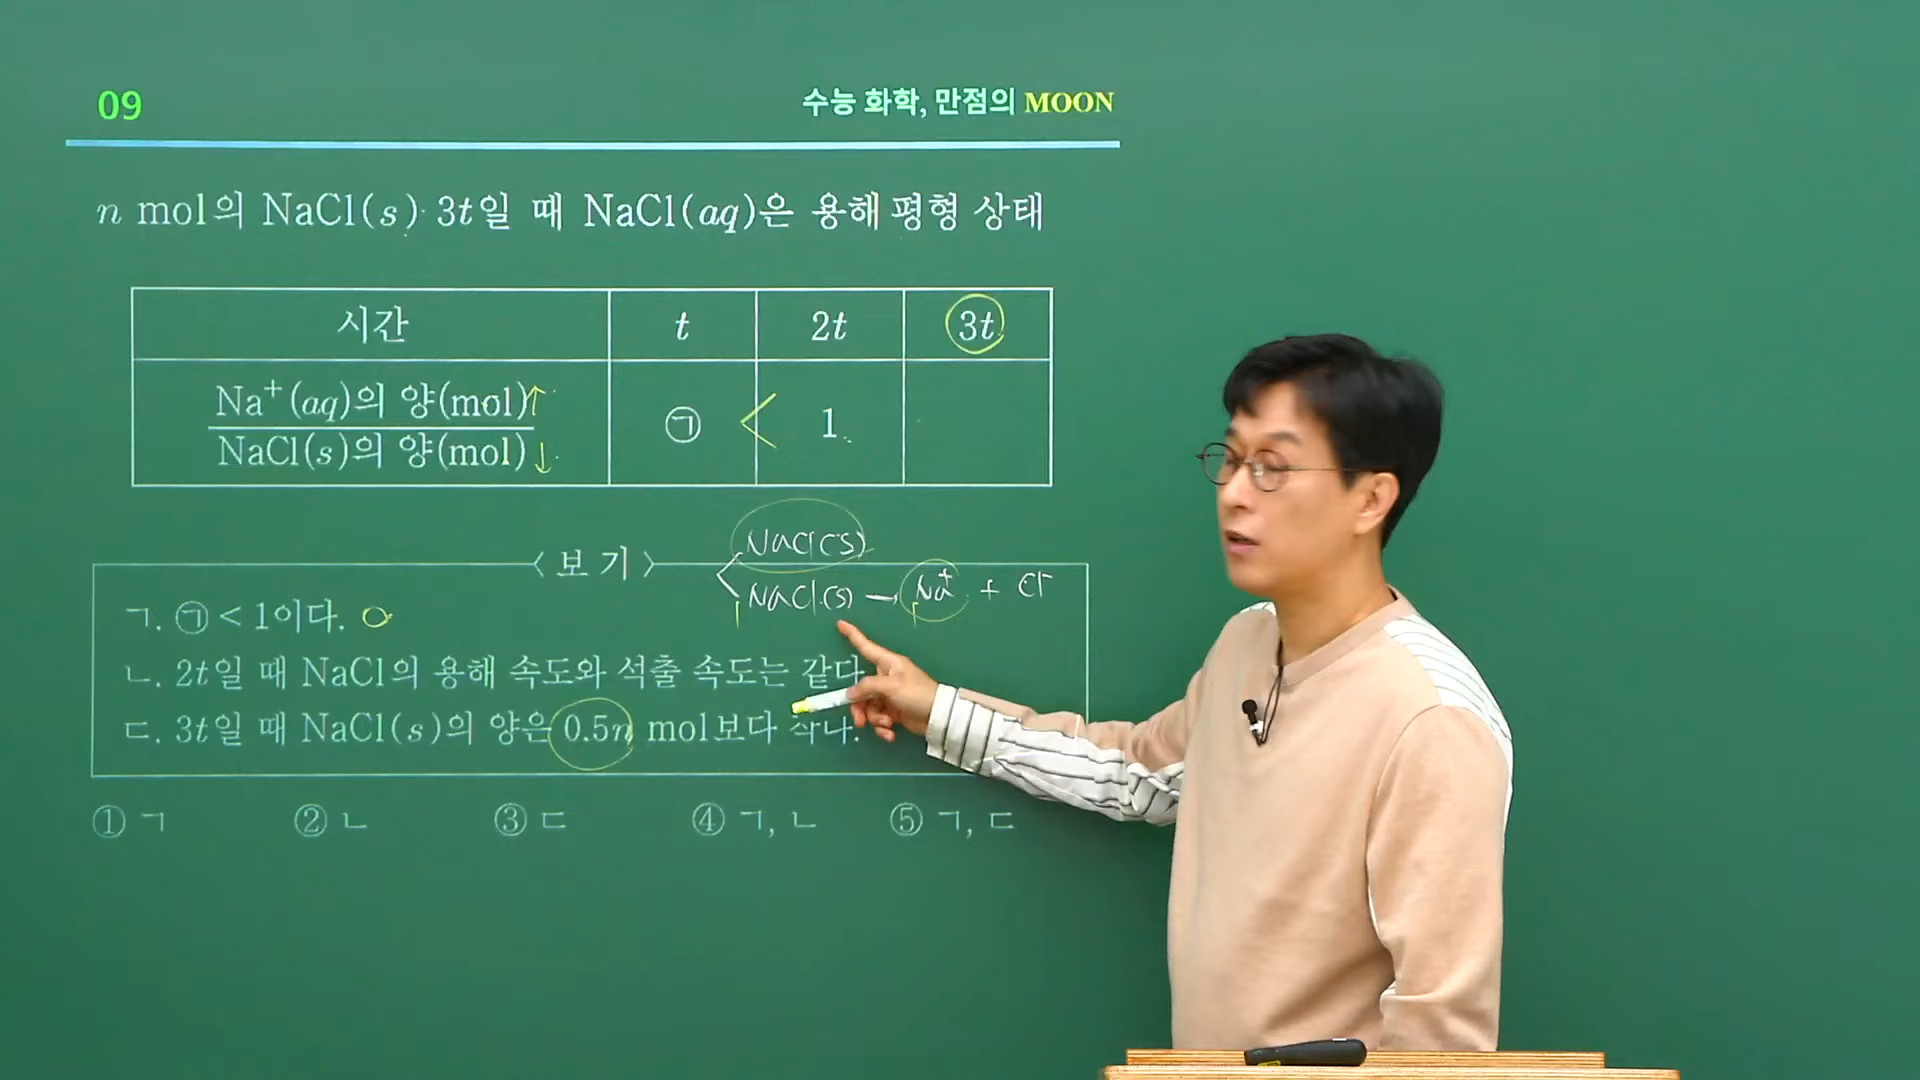 09
수능 화학, 만점의 MOON
n mol의 NaCl(s) 3t일 때 NaCl(aq)은 용해 평형 상태
시간 t 2t 3t
Na⁺(aq)의 양(mol)↑
NaCl(s)의 양(mol)↓
㉠ < 1
NaCl(s)
〈보기〉
NaCl(s) → Na⁺ + Cl⁻
ㄱ. ㉠ < 1이다. O
ㄴ. 2t일 때 NaCl의 용해 속도와 석출 속도는 같다
ㄷ. 3t일 때 NaCl(s)의 양은 0.5n mol보다 작다.
① ㄱ ② ㄴ ③ ㄷ ④ ㄱ, ㄴ ⑤ ㄱ, ㄷ